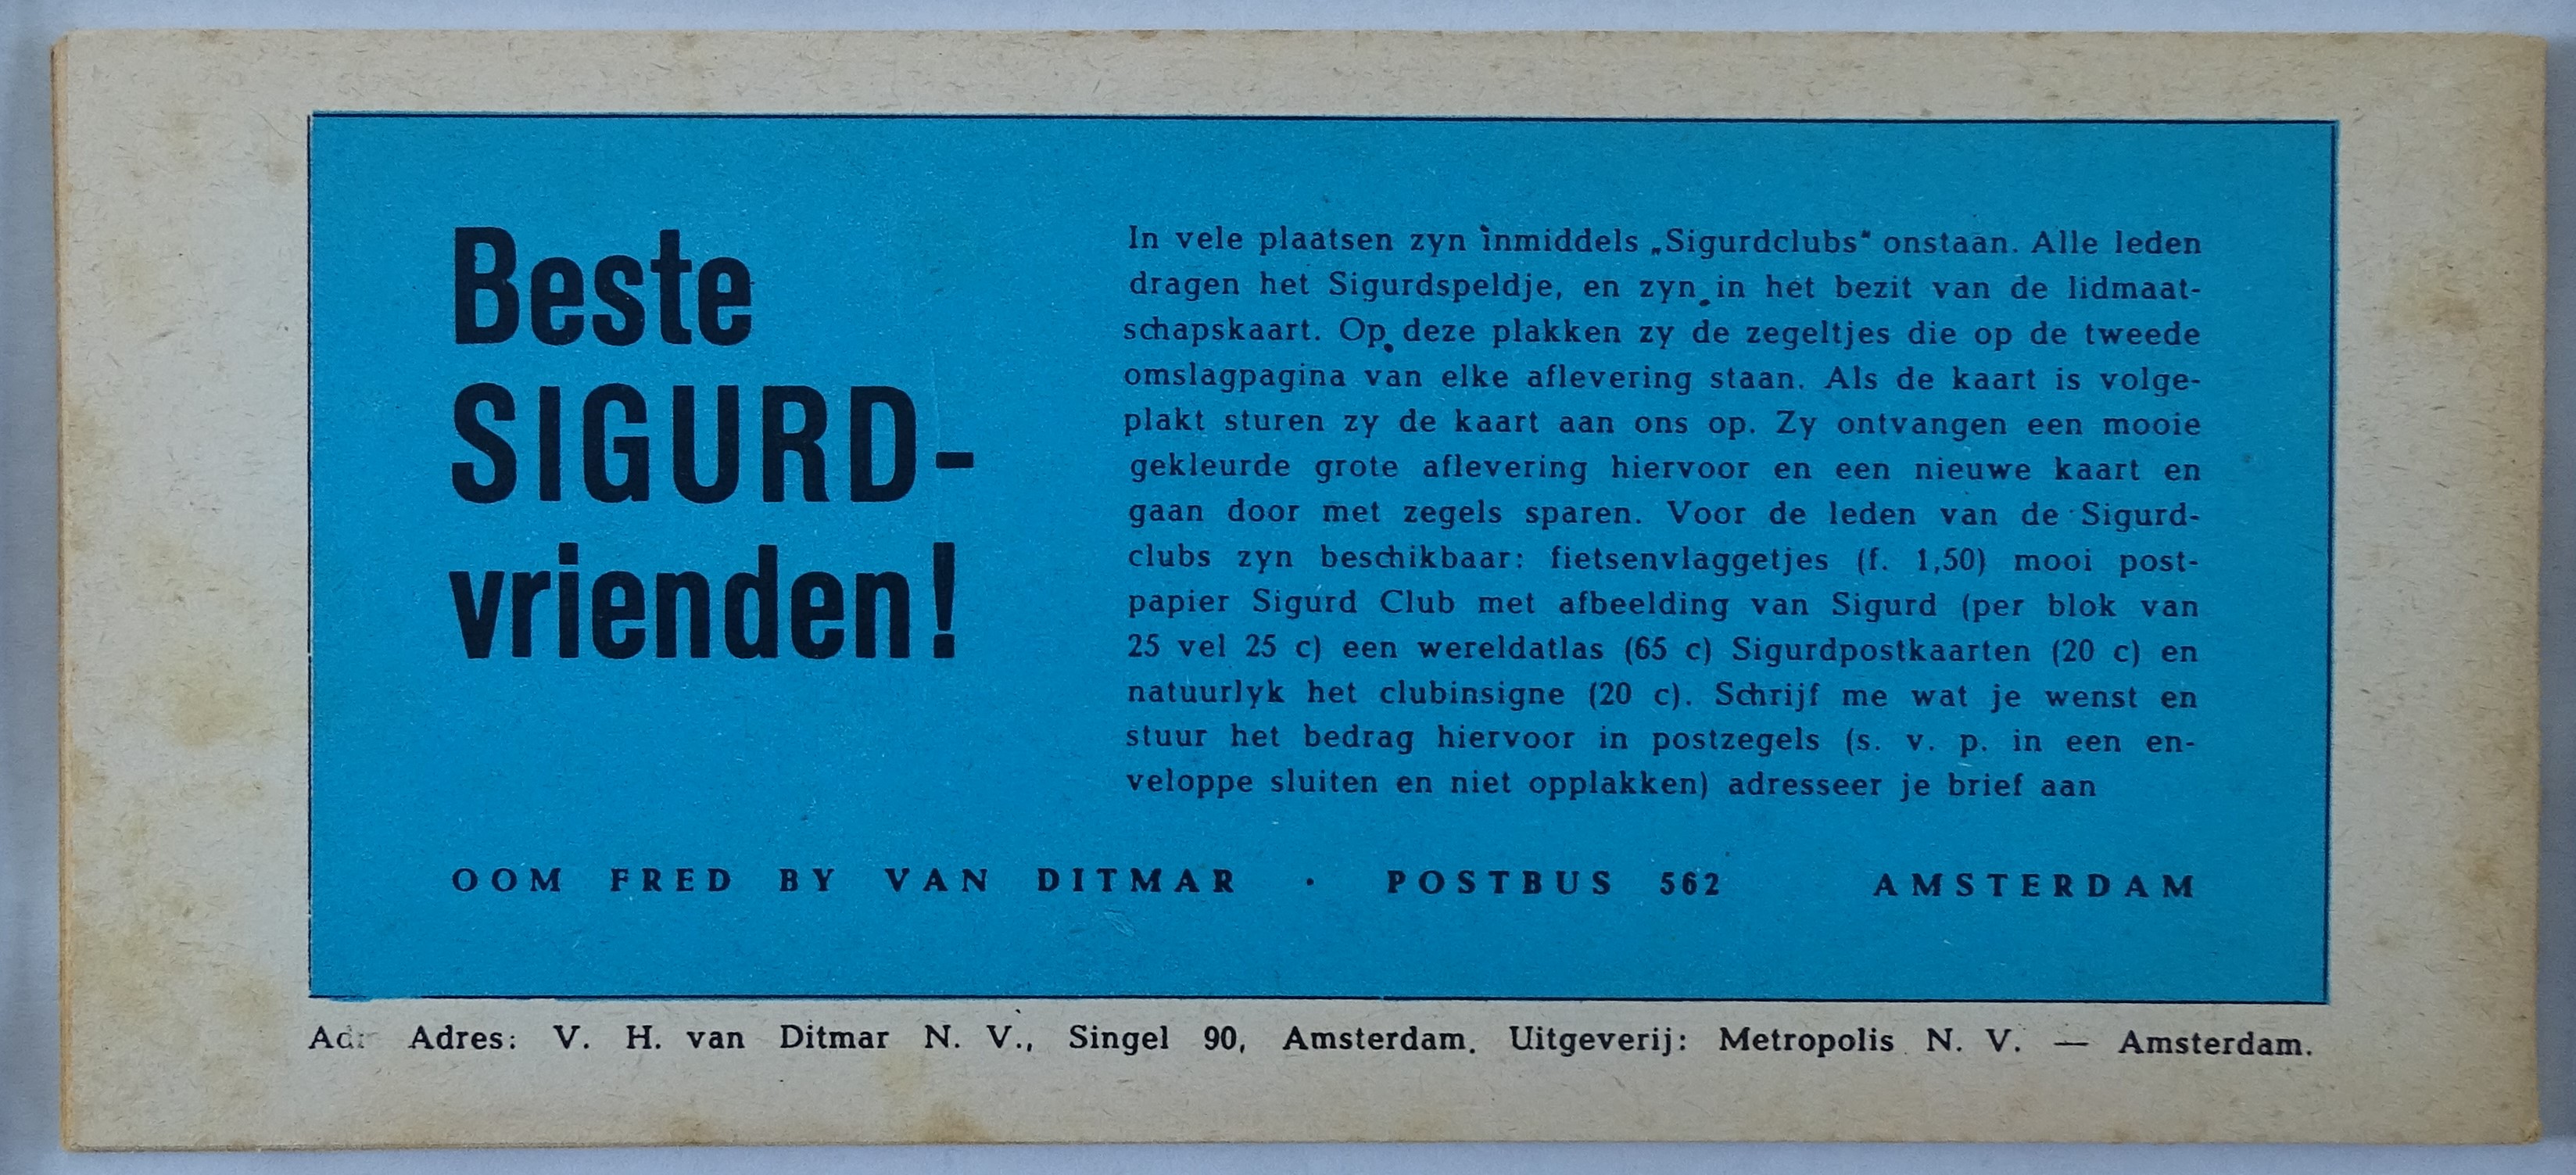 Beste
SIGURD-
vrienden!
In vele plaatsen zyn inmiddels „Sigurdclubs“ onstaan. Alle leden
dragen het Sigurdspeldje, en zyn in het bezit van de lidmaat-
schapskaart. Op deze plakken zy de zegeltjes die op de tweede
omslagpagina van elke aflevering staan. Als de kaart is volge-
plakt sturen zy de kaart aan ons op. Zy ontvangen een mooie
gekleurde grote aflevering hiervoor en een nieuwe kaart en
gaan door met zegels sparen. Voor de leden van de Sigurd-
clubs zyn beschikbaar: fietsenvlaggetjes (f. 1,50) mooi post-
papier Sigurd Club met afbeelding van Sigurd (per blok van
25 vel 25 c) een wereldatlas (65 c) Sigurdpostkaarten (20 c) en
natuurlyk het clubinsigne (20 c). Schrijf me wat je wenst en
stuur het bedrag hiervoor in postzegels (s. v. p. in een en-
veloppe sluiten en niet opplakken) adresseer je brief aan
OOM FRED BY VAN DITMAR · POSTBUS 562 AMSTERDAM
Adres: V. H. van Ditmar N. V., Singel 90, Amsterdam. Uitgeverij: Metropolis N. V. — Amsterdam.